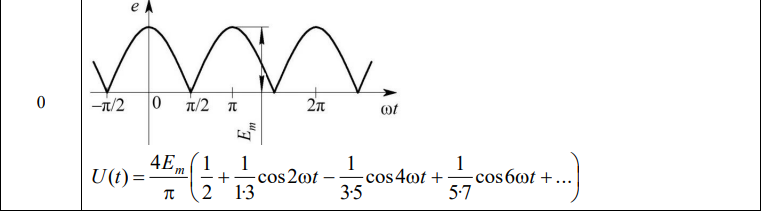 e
0
−π/2 0 π/2 π 2π ωt
E_m
U(t) = 4E_m/π (1/2 + 1/1·3 cos2ωt − 1/3·5 cos4ωt + 1/5·7 cos6ωt + ...)